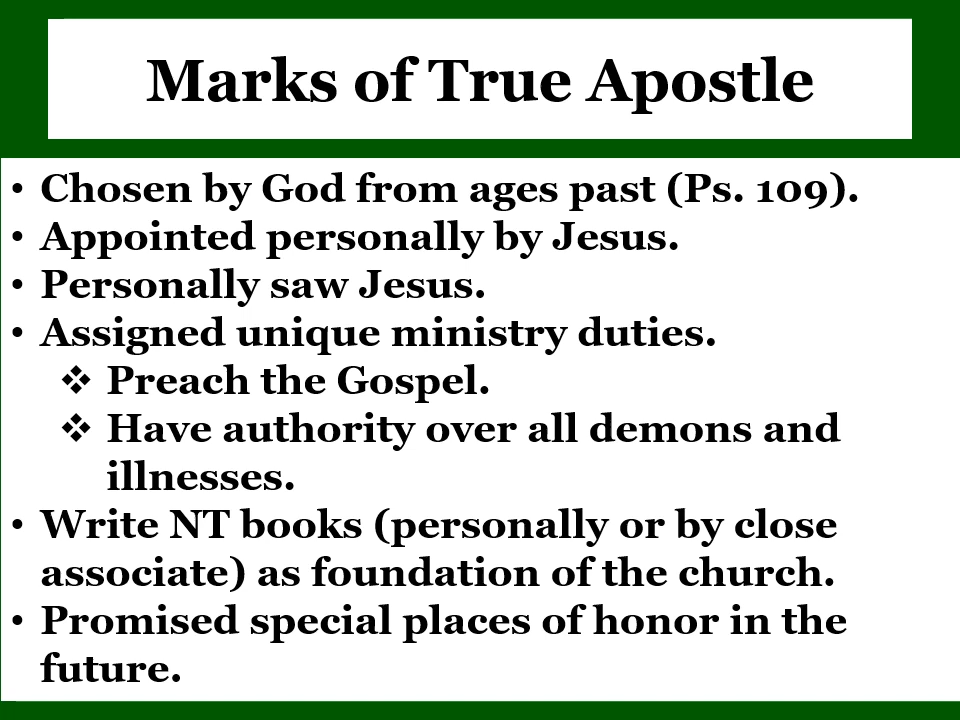 Marks of True Apostle
• Chosen by God from ages past (Ps. 109).
• Appointed personally by Jesus.
• Personally saw Jesus.
• Assigned unique ministry duties.
❖ Preach the Gospel.
❖ Have authority over all demons and
illnesses.
• Write NT books (personally or by close
associate) as foundation of the church.
• Promised special places of honor in the
future.